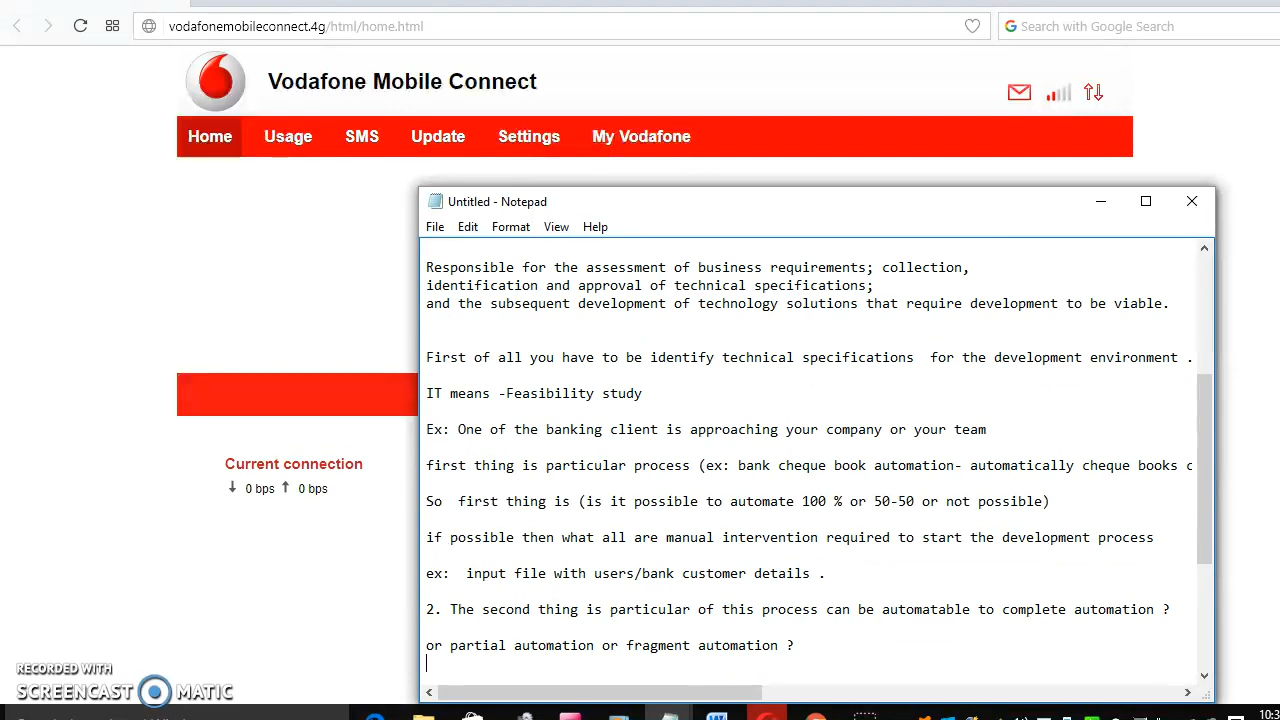 vodafonemobileconnect.4g/html/home.html
Search with Google Search
Vodafone Mobile Connect
Home Usage SMS Update Settings My Vodafone
Untitled - Notepad
File Edit Format View Help
Responsible for the assessment of business requirements; collection,
identification and approval of technical specifications;
and the subsequent development of technology solutions that require development to be viable.
First of all you have to be identify technical specifications  for the development environment .
IT means -Feasibility study
Ex: One of the banking client is approaching your company or your team
first thing is particular process (ex: bank cheque book automation- automatically cheque books c
So  first thing is (is it possible to automate 100 % or 50-50 or not possible)
if possible then what all are manual intervention required to start the development process
ex:  input file with users/bank customer details .
2. The second thing is particular of this process can be automatable to complete automation ?
or partial automation or fragment automation ?
Current connection
0 bps 0 bps
RECORDED WITH
SCREENCAST MATIC